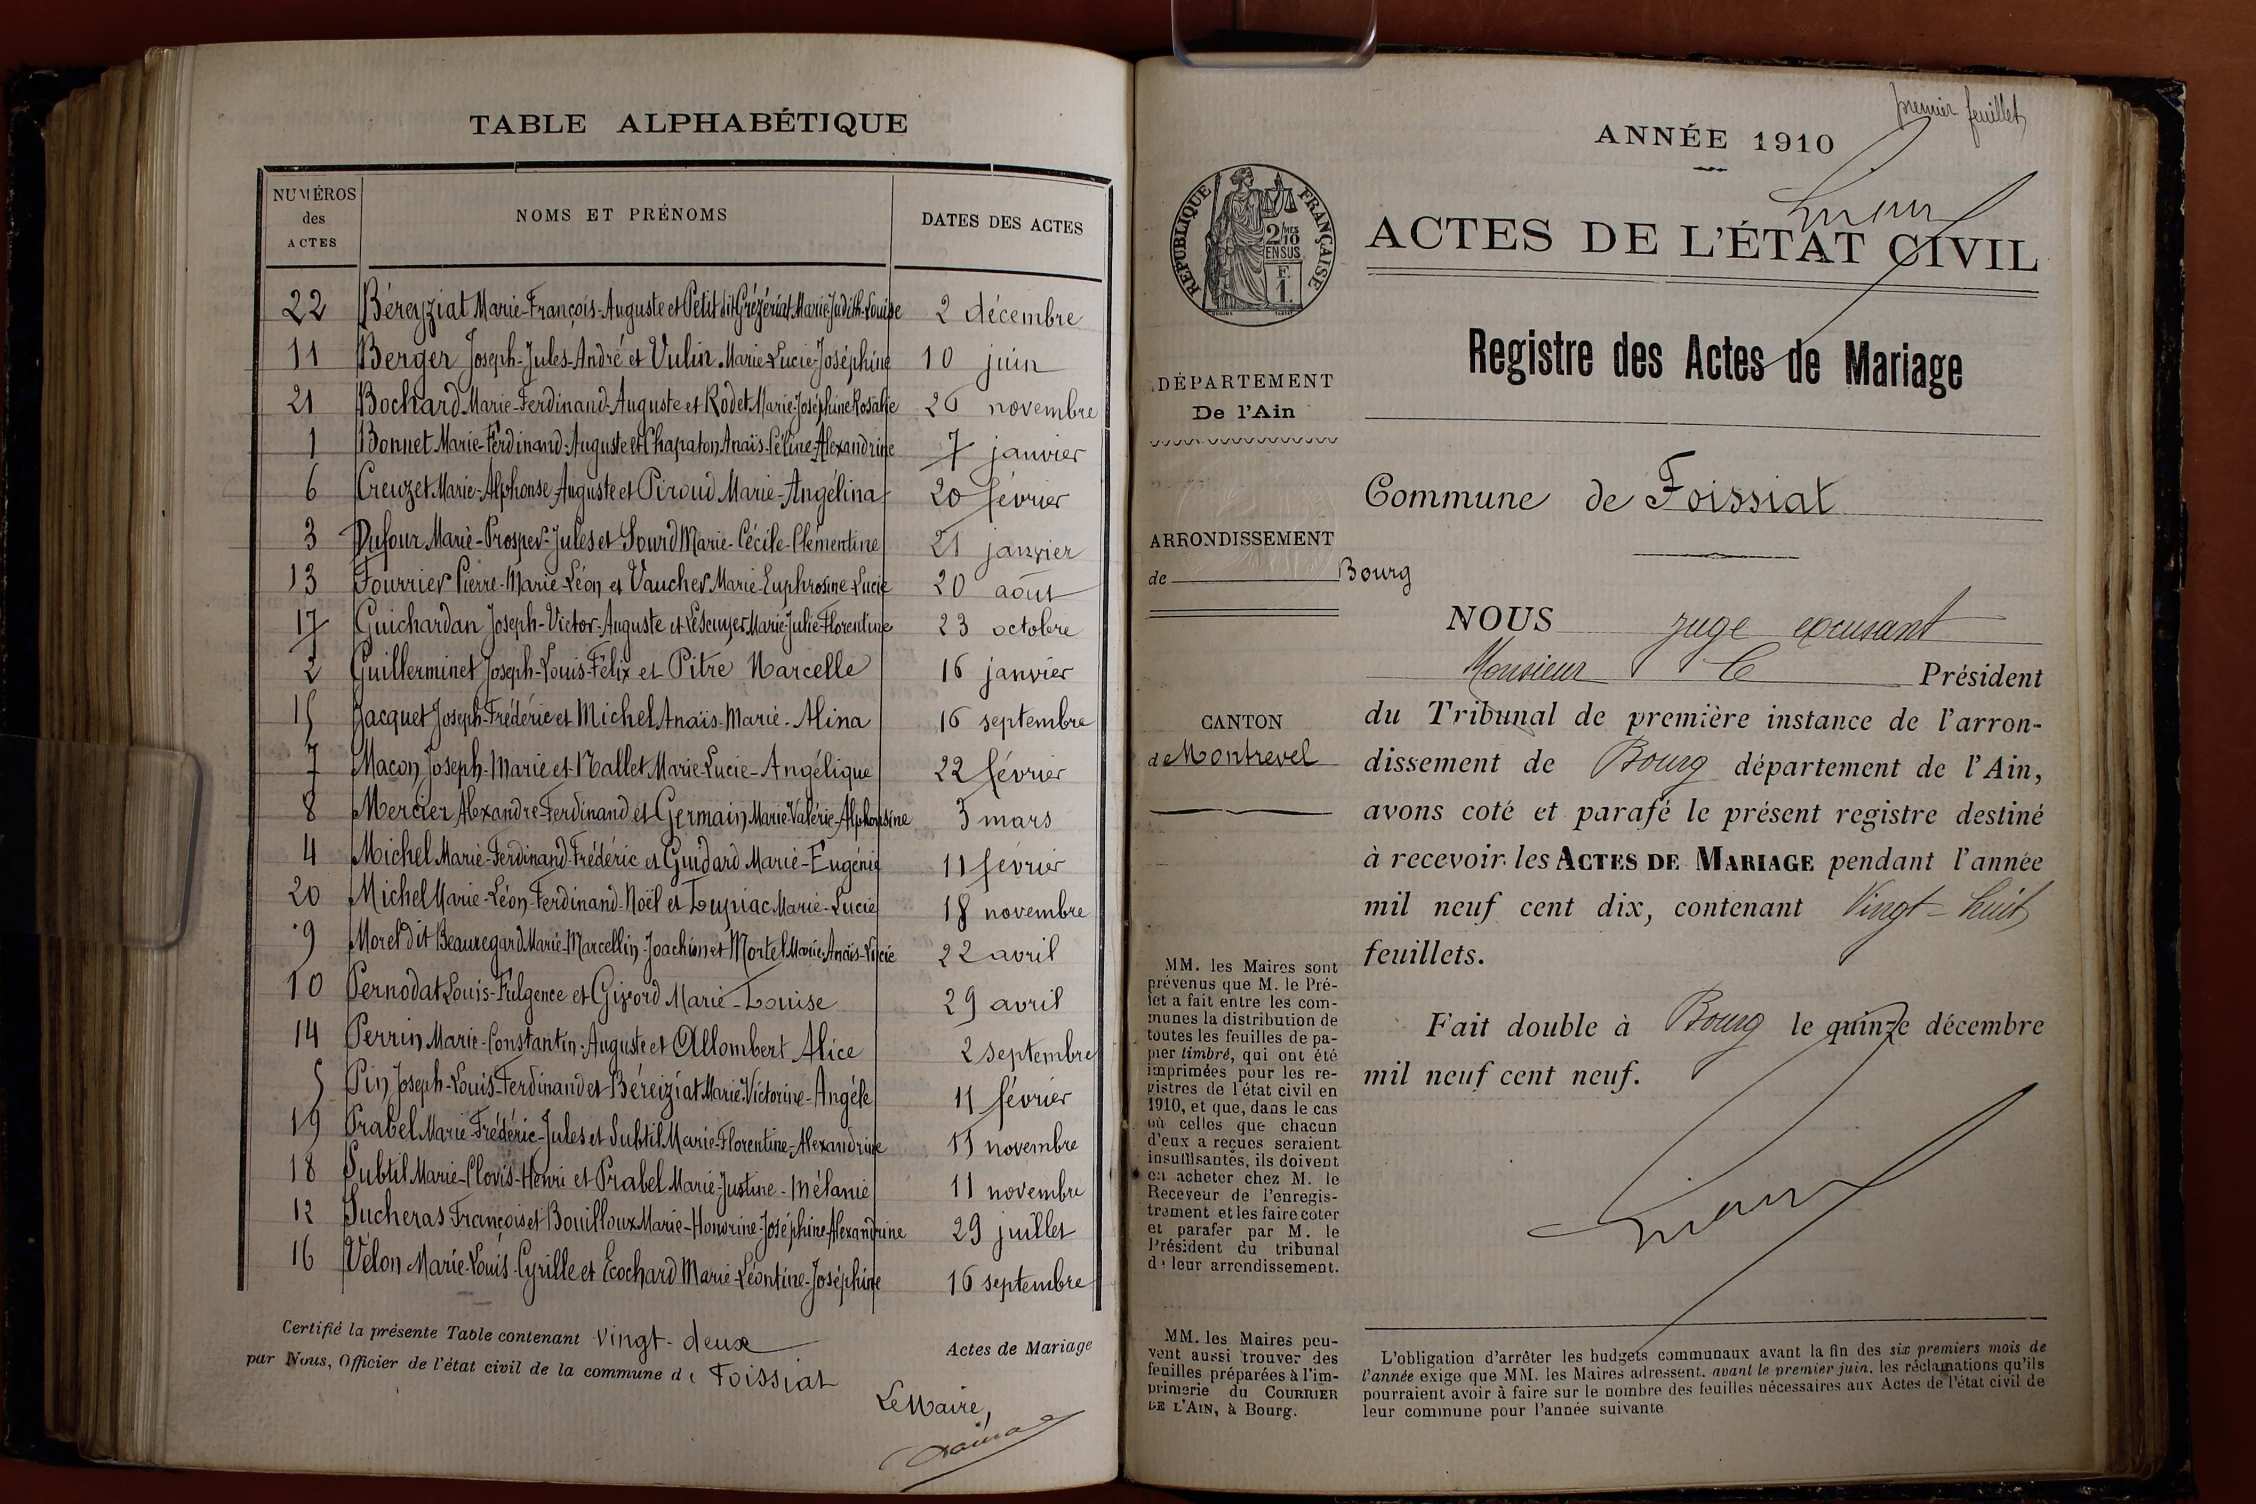 TABLE ALPHABÉTIQUE
NUMÉROS des ACTES NOMS ET PRÉNOMS DATES DES ACTES
22 Béreyziat Marie-François-Auguste et Petit dit Grézériat Marie-Judith-Louise 2 décembre
11 Berger Joseph-Jules-André et Vulin Marie-Lucie-Joséphine 10 juin
21 Bochard Marie-Ferdinand-Auguste et Rodet Marie-Joséphine Rosalie 26 novembre
1 Bonnet Marie-Ferdinand-Auguste et Chapaton Anaïs-Céline-Alexandrine 7 janvier
6 Creuzet Marie-Alphonse-Auguste et Piroud Marie-Angélina 20 février
3 Dufour Marie-Prosper-Jules et Sourd Marie-Cécile-Clémentine 21 janvier
13 Fourrier Pierre-Marie-Léon et Vaucher Marie-Euphrosine-Lucie 20 août
17 Guichardan Joseph-Victor-Auguste et Lescuyer Marie-Julie-Florentine 23 octobre
2 Guillerminet Joseph-Louis-Félix et Pitre Marcelle 16 janvier
15 Jacquet Joseph-Frédéric et Michel Anaïs-Marie-Alina 16 septembre
7 Macon Joseph-Marie et Mallet Marie-Lucie-Angélique 22 février
8 Mercier Alexandre-Ferdinand et Germain Marie-Valérie-Alphonsine 3 mars
4 Michel Marie-Ferdinand-Frédéric et Guidard Marie-Eugénie 11 février
20 Michel Marie-Léon-Ferdinand-Noël et Lupiac Marie-Lucie 18 novembre
9 Morel dit Beauregard Marie-Marcellin-Joachim et Mortel Marie-Anaïs-Lucie 22 avril
10 Pernodat Louis-Fulgence et Giford Marie-Louise 29 avril
14 Perrin Marie-Constantin-Auguste et Allombert Alice 2 septembre
5 Pin Joseph-Louis-Ferdinand et Béreiziat Marie-Victorine-Angèle 11 février
19 Prabel Marie-Frédéric-Jules et Subtil Marie-Florentine-Alexandrine 11 novembre
18 Subtil Marie-Clovis-Henri et Prabel Marie-Justine-Mélanie 11 novembre
12 Sucheras François et Bouilloux Marie-Honorine-Joséphine Alexandrine 29 juillet
16 Vélon Marie-Louis-Cyrille et Ecochard Marie-Léontine-Joséphine 16 septembre
Certifié la présente Table contenant vingt-deux Actes de Mariage
par Nous, Officier de l'état civil de la commune de Foissiat
Le Maire,
premier feuillet
ANNÉE 1910
RÉPUBLIQUE FRANÇAISE
2/10 MES
EN SUS
F.
1
ACTES DE L'ÉTAT CIVIL
Registre des Actes de Mariage
DÉPARTEMENT
De l'Ain
ARRONDISSEMENT
de Bourg
CANTON
de Montrevel
Commune de Foissiat
NOUS juge excusant
Monsieur le Président
du Tribunal de première instance de l'arron-
dissement de Bourg département de l'Ain,
avons coté et parafé le présent registre destiné
à recevoir les ACTES DE MARIAGE pendant l'année
mil neuf cent dix, contenant Vingt-huit
feuillets.
Fait double à Bourg le quinze décembre
mil neuf cent neuf.
MM. les Maires sont
prévenus que M. le Pré-
fet a fait entre les com-
munes la distribution de
toutes les feuilles de pa-
pier timbré, qui ont été
imprimées pour les re-
gistres de l'état civil en
1910, et que, dans le cas
où celles que chacun
d'eux a reçues seraient
insuffisantes, ils doivent
en acheter chez M. le
Receveur de l'enregis-
trement et les faire coter
et parafer par M. le
Président du tribunal
de leur arrondissement.
MM. les Maires peu-
vent aussi trouver des
feuilles préparées à l'im-
primerie du COURRIER
DE L'AIN, à Bourg.
L'obligation d'arrêter les budgets communaux avant la fin des six premiers mois de
l'année exige que MM. les Maires adressent, avant le premier juin, les réclamations qu'ils
pourraient avoir à faire sur le nombre des feuilles nécessaires aux Actes de l'état civil de
leur commune pour l'année suivante